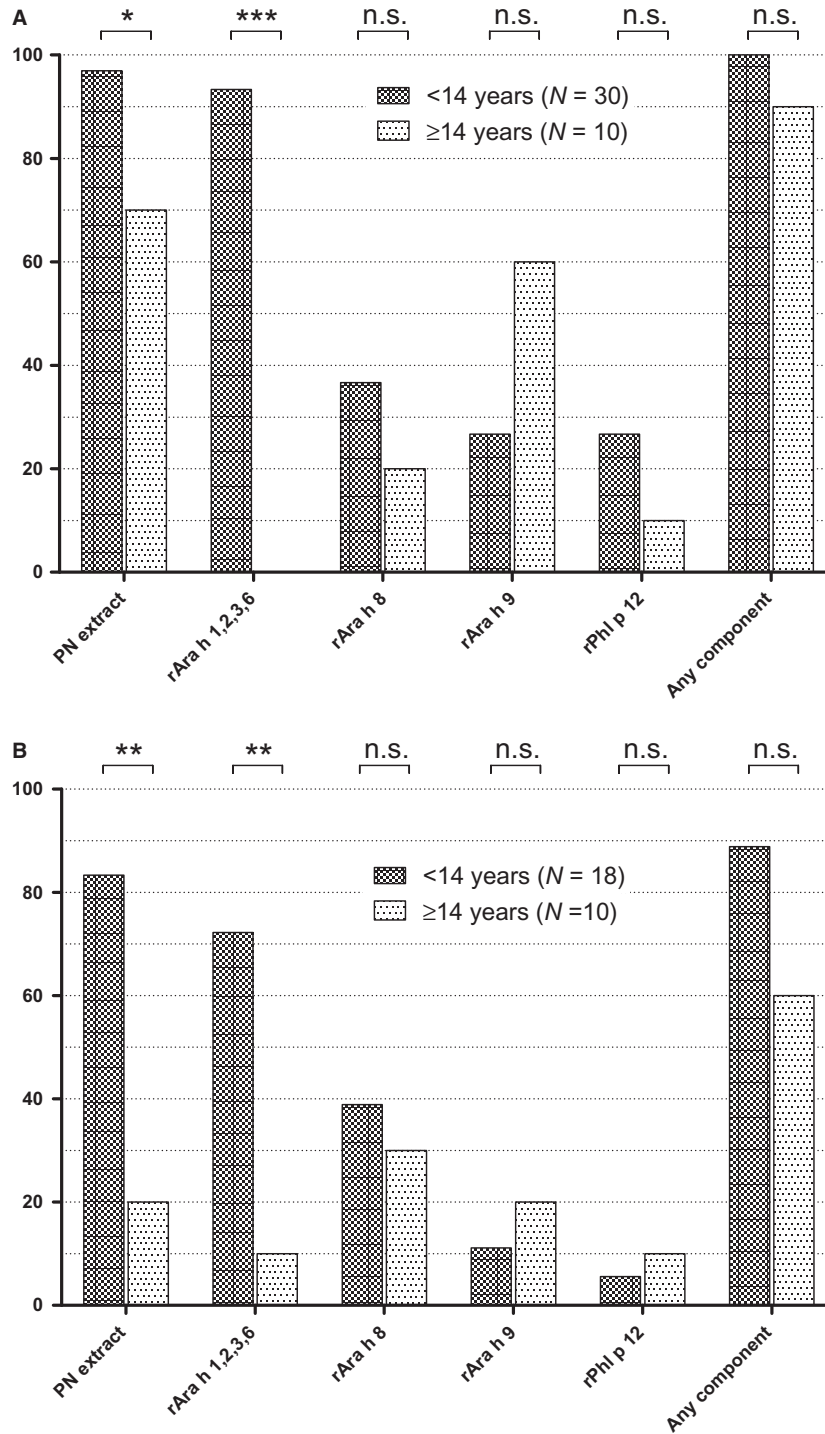 A
* *** n.s. n.s. n.s. n.s.
100
<14 years (N = 30)
≥14 years (N = 10)
80
60
40
20
0
PN extract
rAra h 1,2,3,6
rAra h 8
rAra h 9
rPhl p 12
Any component
B
** ** n.s. n.s. n.s. n.s.
100
<14 years (N = 18)
≥14 years (N =10)
80
60
40
20
0
PN extract
rAra h 1,2,3,6
rAra h 8
rAra h 9
rPhl p 12
Any component